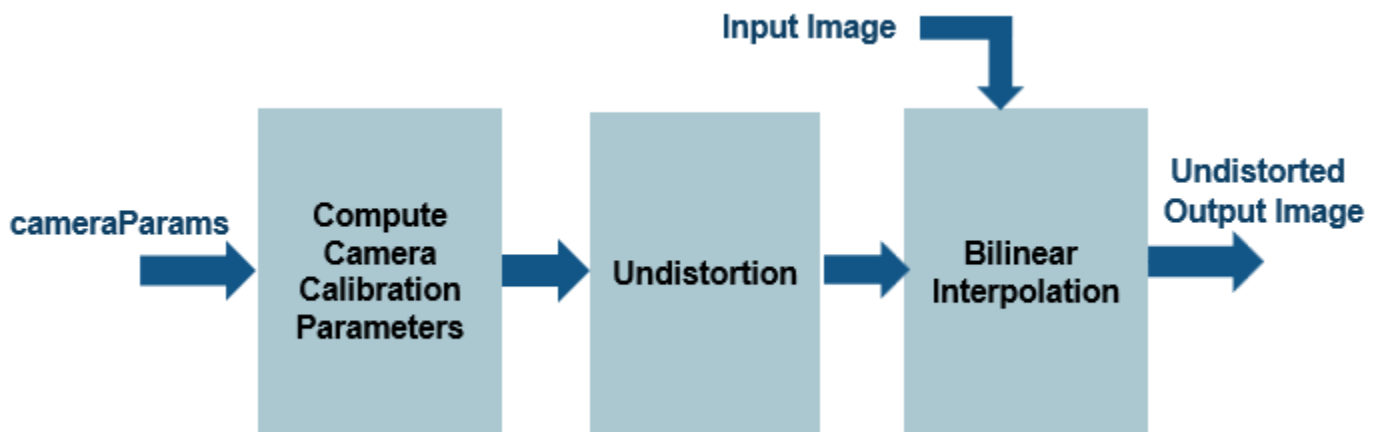 Input Image
cameraParams
Compute
Camera
Calibration
Parameters
Undistortion
Bilinear
Interpolation
Undistorted
Output Image